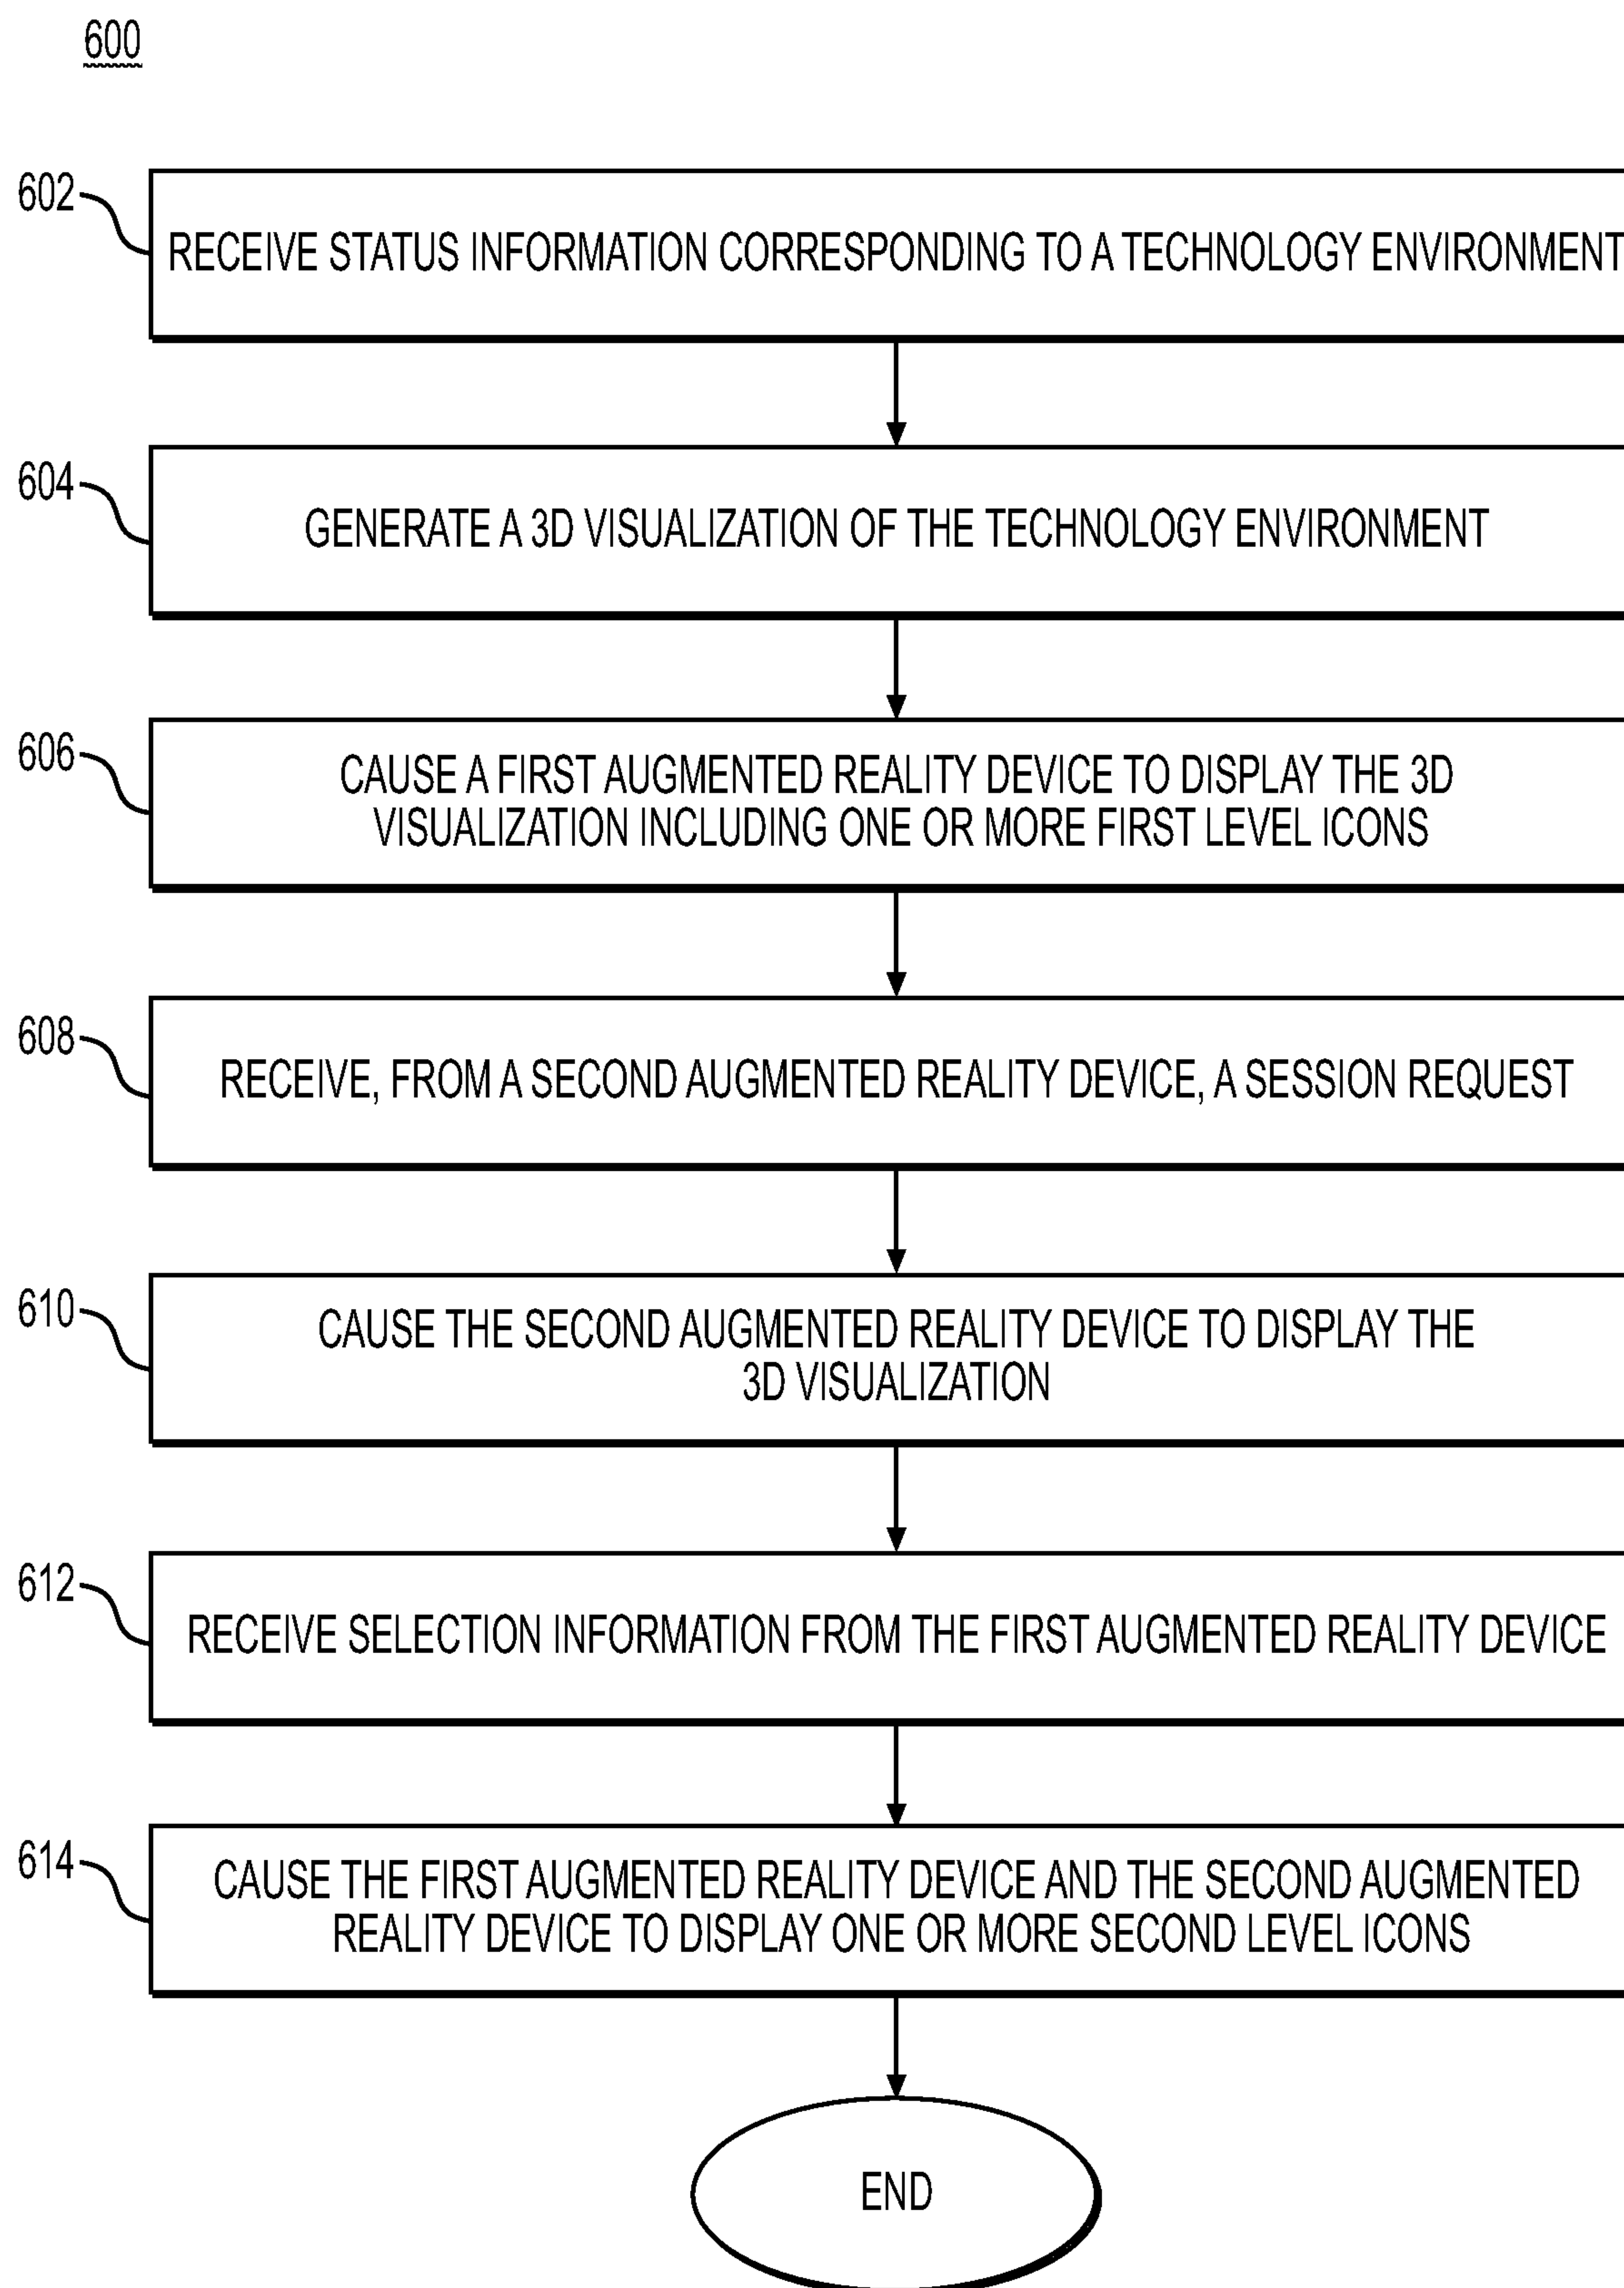 600
602
RECEIVE STATUS INFORMATION CORRESPONDING TO A TECHNOLOGY ENVIRONMENT
604
GENERATE A 3D VISUALIZATION OF THE TECHNOLOGY ENVIRONMENT
606
CAUSE A FIRST AUGMENTED REALITY DEVICE TO DISPLAY THE 3D
VISUALIZATION INCLUDING ONE OR MORE FIRST LEVEL ICONS
608
RECEIVE, FROM A SECOND AUGMENTED REALITY DEVICE, A SESSION REQUEST
610
CAUSE THE SECOND AUGMENTED REALITY DEVICE TO DISPLAY THE
3D VISUALIZATION
612
RECEIVE SELECTION INFORMATION FROM THE FIRST AUGMENTED REALITY DEVICE
614
CAUSE THE FIRST AUGMENTED REALITY DEVICE AND THE SECOND AUGMENTED
REALITY DEVICE TO DISPLAY ONE OR MORE SECOND LEVEL ICONS
END